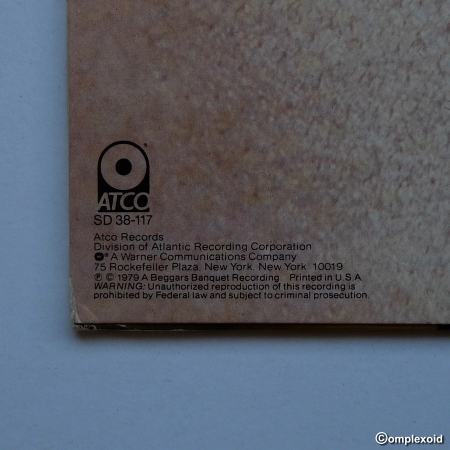 ATCO
SD 38-117
Atco Records
Division of Atlantic Recording Corporation
A Warner Communications Company
75 Rockefeller Plaza, New York, New York 10019
℗ © 1979 A Beggars Banquet Recording Printed in U.S.A.
WARNING: Unauthorized reproduction of this recording is
prohibited by Federal law and subject to criminal prosecution.
©omplexoid